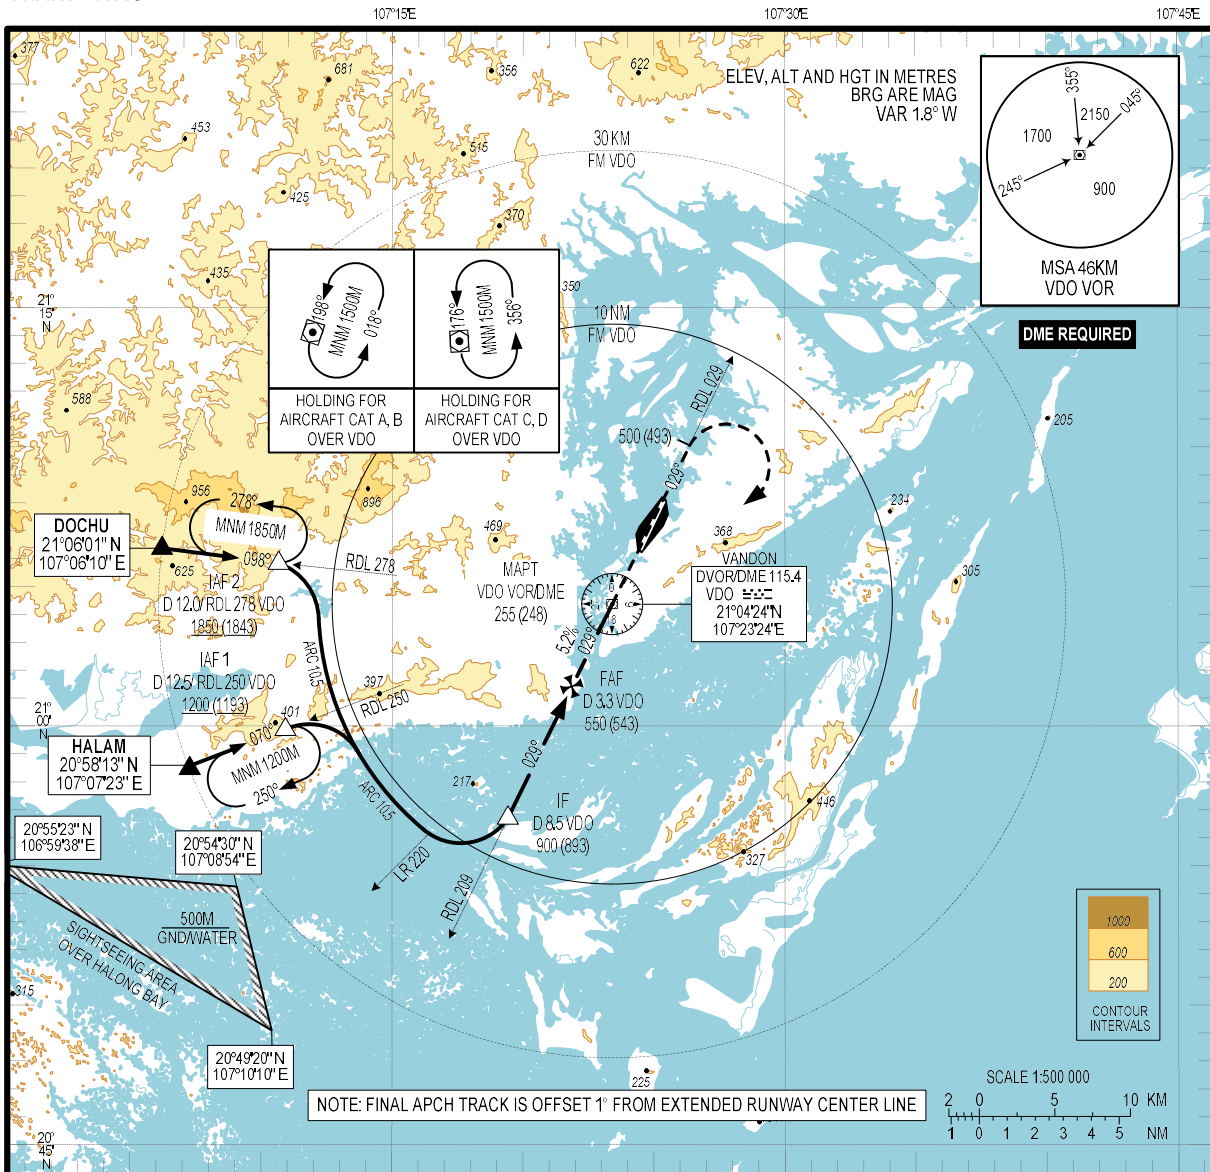 107°15'E
107°30'E
107°45'E
377
681
356
622
453
515
425
370
435
350
588
ELEV, ALT AND HGT IN METRES
BRG ARE MAG
VAR 1.8° W
30 KM
FM VDO
355°
045°
2150
1700
900
245°
MSA 46KM
VDO VOR
DME REQUIRED
21°
15'
N
198°
MNM 1500M
018°
HOLDING FOR
AIRCRAFT CAT A, B
OVER VDO
176°
MNM 1500M
356°
HOLDING FOR
AIRCRAFT CAT C, D
OVER VDO
10 NM
FM VDO
RDL 029
500 (493)
029°
205
234
305
956
896
469
368
625
278°
MNM 1850M
098°
RDL 278
DOCHU
21°06'01" N
107°06'10" E
IAF 2
D 12.0/ RDL 278 VDO
1850 (1843)
MAPT
VDO VOR/DME
255 (248)
VANDON
DVOR/DME 115.4
VDO
21°04'24"N
107°23'24"E
5.2%
029°
ARC 10.5
IAF 1
D 12.5/ RDL 250 VDO
1200 (1193)
397
RDL 250
401
070°
MNM 1200M
250°
FAF
D 3.3 VDO
550 (543)
21°
00'
N
HALAM
20°58'13" N
107°07'23" E
029°
217
ARC 10.5
IF
D 8.5 VDO
900 (893)
446
327
LR 220
RDL 209
20°55'23" N
106°59'38" E
20°54'30" N
107°08'54" E
500M
GND/WATER
SIGHTSEEING AREA
OVER HALONG BAY
315
20°49'20" N
107°10'10" E
225
1000
600
200
CONTOUR
INTERVALS
NOTE: FINAL APCH TRACK IS OFFSET 1° FROM EXTENDED RUNWAY CENTER LINE
SCALE 1:500 000
2 0 5 10 KM
1 0 1 2 3 4 5 NM
20°
45'
N